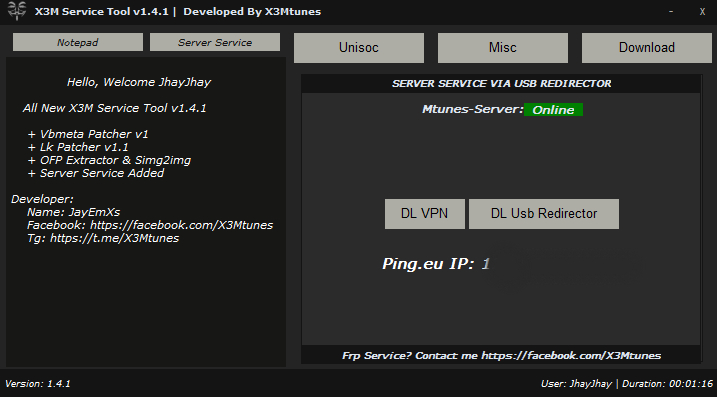 X3M Service Tool v1.4.1 | Developed By X3Mtunes
- X
Notepad
Server Service
Unisoc
Misc
Download
Hello, Welcome JhayJhay
All New X3M Service Tool v1.4.1
+ Vbmeta Patcher v1
+ Lk Patcher v1.1
+ OFP Extractor & Simg2img
+ Server Service Added
Developer:
Name: JayEmXs
Facebook: https://facebook.com/X3Mtunes
Tg: https://t.me/X3Mtunes
SERVER SERVICE VIA USB REDIRECTOR
Mtunes-Server: Online
DL VPN
DL Usb Redirector
Ping.eu IP: 1
Frp Service? Contact me https://facebook.com/X3Mtunes
Version: 1.4.1
User: JhayJhay | Duration: 00:01:16